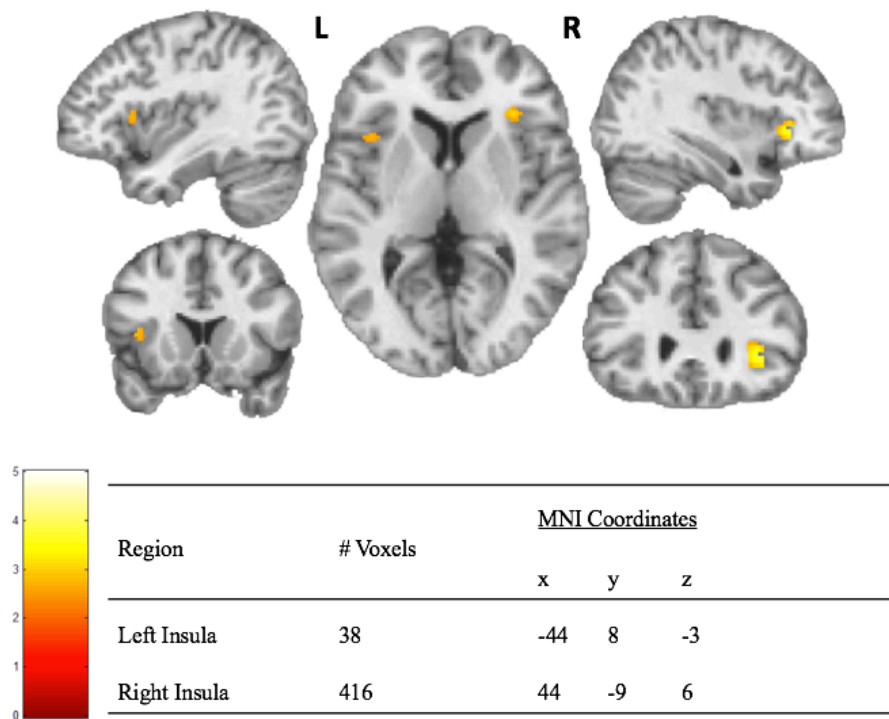 L R
5
4
3
2
1
0
MNI Coordinates
Region # Voxels
x y z
Left Insula 38 -44 8 -3
Right Insula 416 44 -9 6